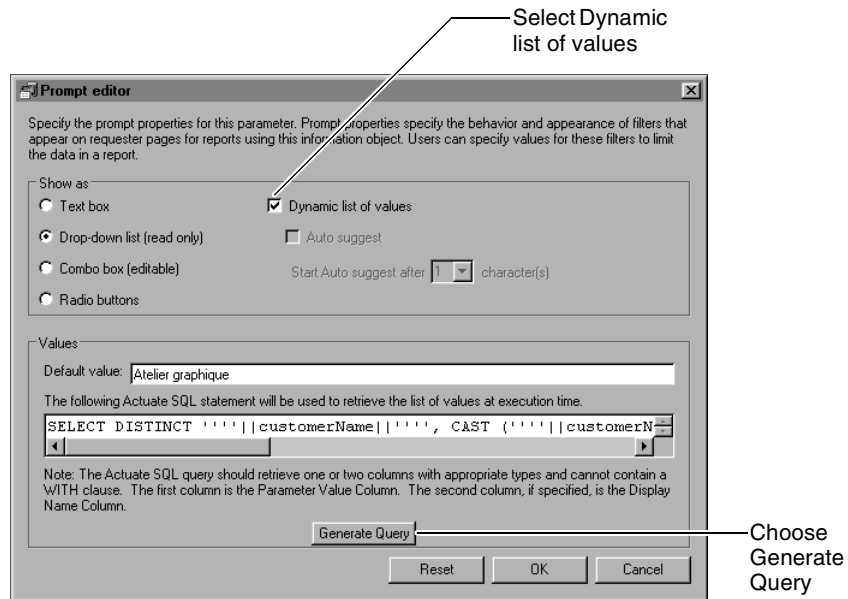 Select Dynamic
list of values
Prompt editor
Specify the prompt properties for this parameter. Prompt properties specify the behavior and appearance of filters that
appear on requester pages for reports using this information object. Users can specify values for these filters to limit
the data in a report.
Show as
Text box
Dynamic list of values
Drop-down list (read only)
Auto suggest
Combo box (editable)
Start Auto suggest after 1 character(s)
Radio buttons
Values
Default value: Atelier graphique
The following Actuate SQL statement will be used to retrieve the list of values at execution time.
SELECT DISTINCT ''''||customerName||'''', CAST (''''||customerN
Note: The Actuate SQL query should retrieve one or two columns with appropriate types and cannot contain a
WITH clause. The first column is the Parameter Value Column. The second column, if specified, is the Display
Name Column.
Generate Query
Choose
Generate
Query
Reset OK Cancel